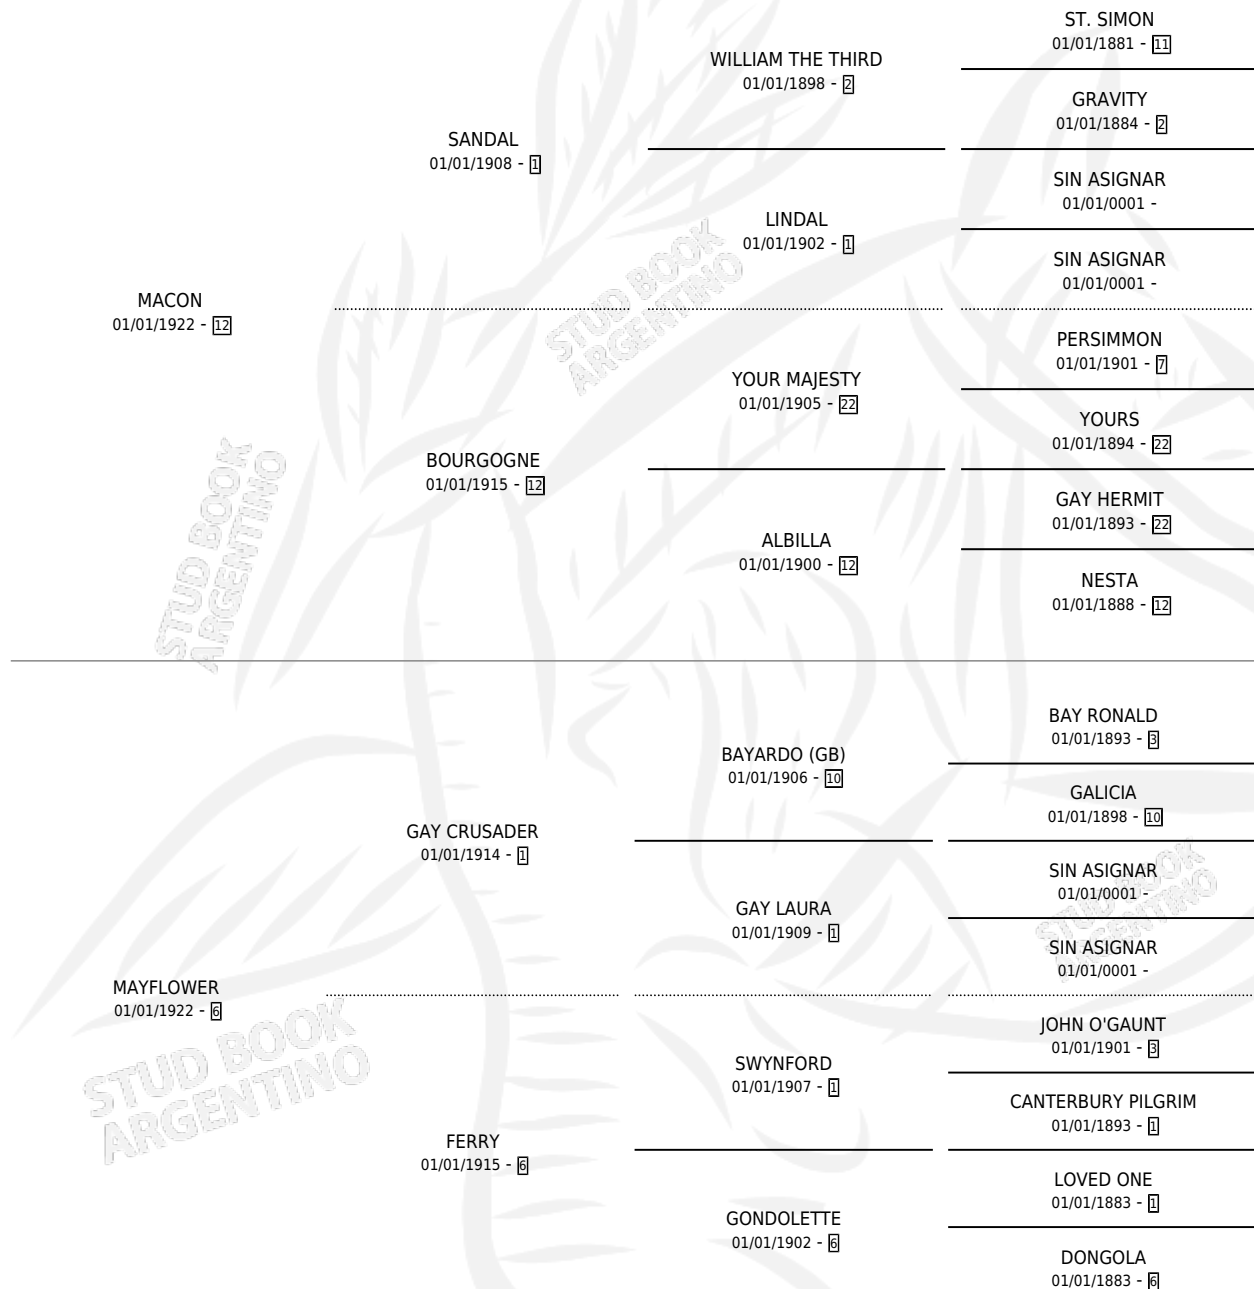 ST. SIMON
01/01/1881 - 11
WILLIAM THE THIRD
01/01/1898 - 2
GRAVITY
01/01/1884 - 2
SANDAL
01/01/1908 - 1
SIN ASIGNAR
01/01/0001 -
LINDAL
01/01/1902 - 1
SIN ASIGNAR
01/01/0001 -
MACON
01/01/1922 - 12
PERSIMMON
01/01/1901 - 7
YOUR MAJESTY
01/01/1905 - 22
YOURS
01/01/1894 - 22
BOURGOGNE
01/01/1915 - 12
GAY HERMIT
01/01/1893 - 22
ALBILLA
01/01/1900 - 12
NESTA
01/01/1888 - 12
BAY RONALD
01/01/1893 - 3
BAYARDO (GB)
01/01/1906 - 10
GALICIA
01/01/1898 - 10
GAY CRUSADER
01/01/1914 - 1
SIN ASIGNAR
01/01/0001 -
GAY LAURA
01/01/1909 - 1
SIN ASIGNAR
01/01/0001 -
MAYFLOWER
01/01/1922 - 6
JOHN O'GAUNT
01/01/1901 - 3
SWYNFORD
01/01/1907 - 1
CANTERBURY PILGRIM
01/01/1893 - 1
FERRY
01/01/1915 - 6
LOVED ONE
01/01/1883 - 1
GONDOLETTE
01/01/1902 - 6
DONGOLA
01/01/1883 - 6
STUD BOOK
ARGENTINO
STUD BOOK
ARGENTINO
STUD BOOK
ARGENTINO
STUD BOOK
ARGENTINO